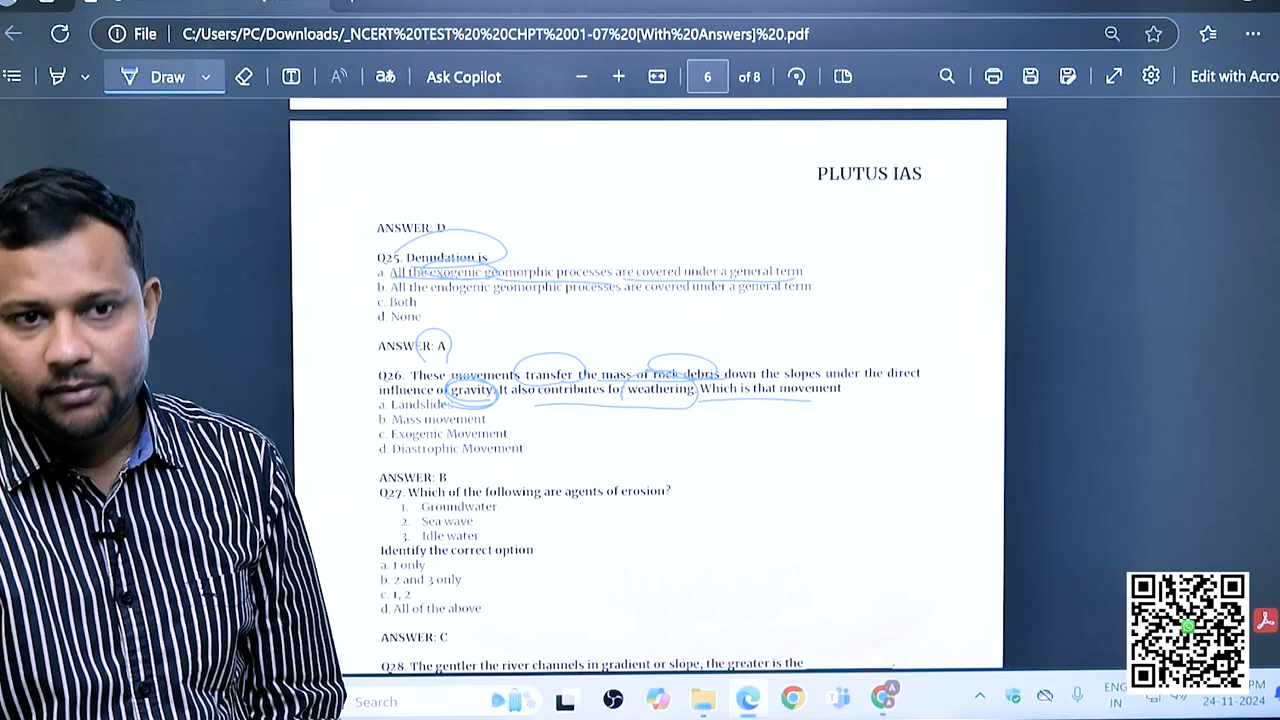 File
C:/Users/PC/Downloads/_NCERT%20TEST%20%20CHPT%2001-07%20[With%20Answers]%20.pdf
Draw
Ask Copilot
6
of 8
Edit with Acro
PLUTUS IAS
ANSWER: D
Q25. Denudation is
a. All the exogenic geomorphic processes are covered under a general term
b. All the endogenic geomorphic processes are covered under a general term
c. Both
d. None
ANSWER: A
Q26. These movements transfer the mass of rock debris down the slopes under the direct
influence of gravity. It also contributes for weathering. Which is that movement
a. Landslides
b. Mass movement
c. Exogenic Movement
d. Diastrophic Movement
ANSWER: B
Q27. Which of the following are agents of erosion?
1. Groundwater
2. Sea wave
3. Idle water
Identify the correct option
a. 1 only
b. 2 and 3 only
c. 1, 2
d. All of the above
ANSWER: C
Q28. The gentler the river channels in gradient or slope, the greater is the
Search
ENG
IN
PM
24-11-2024